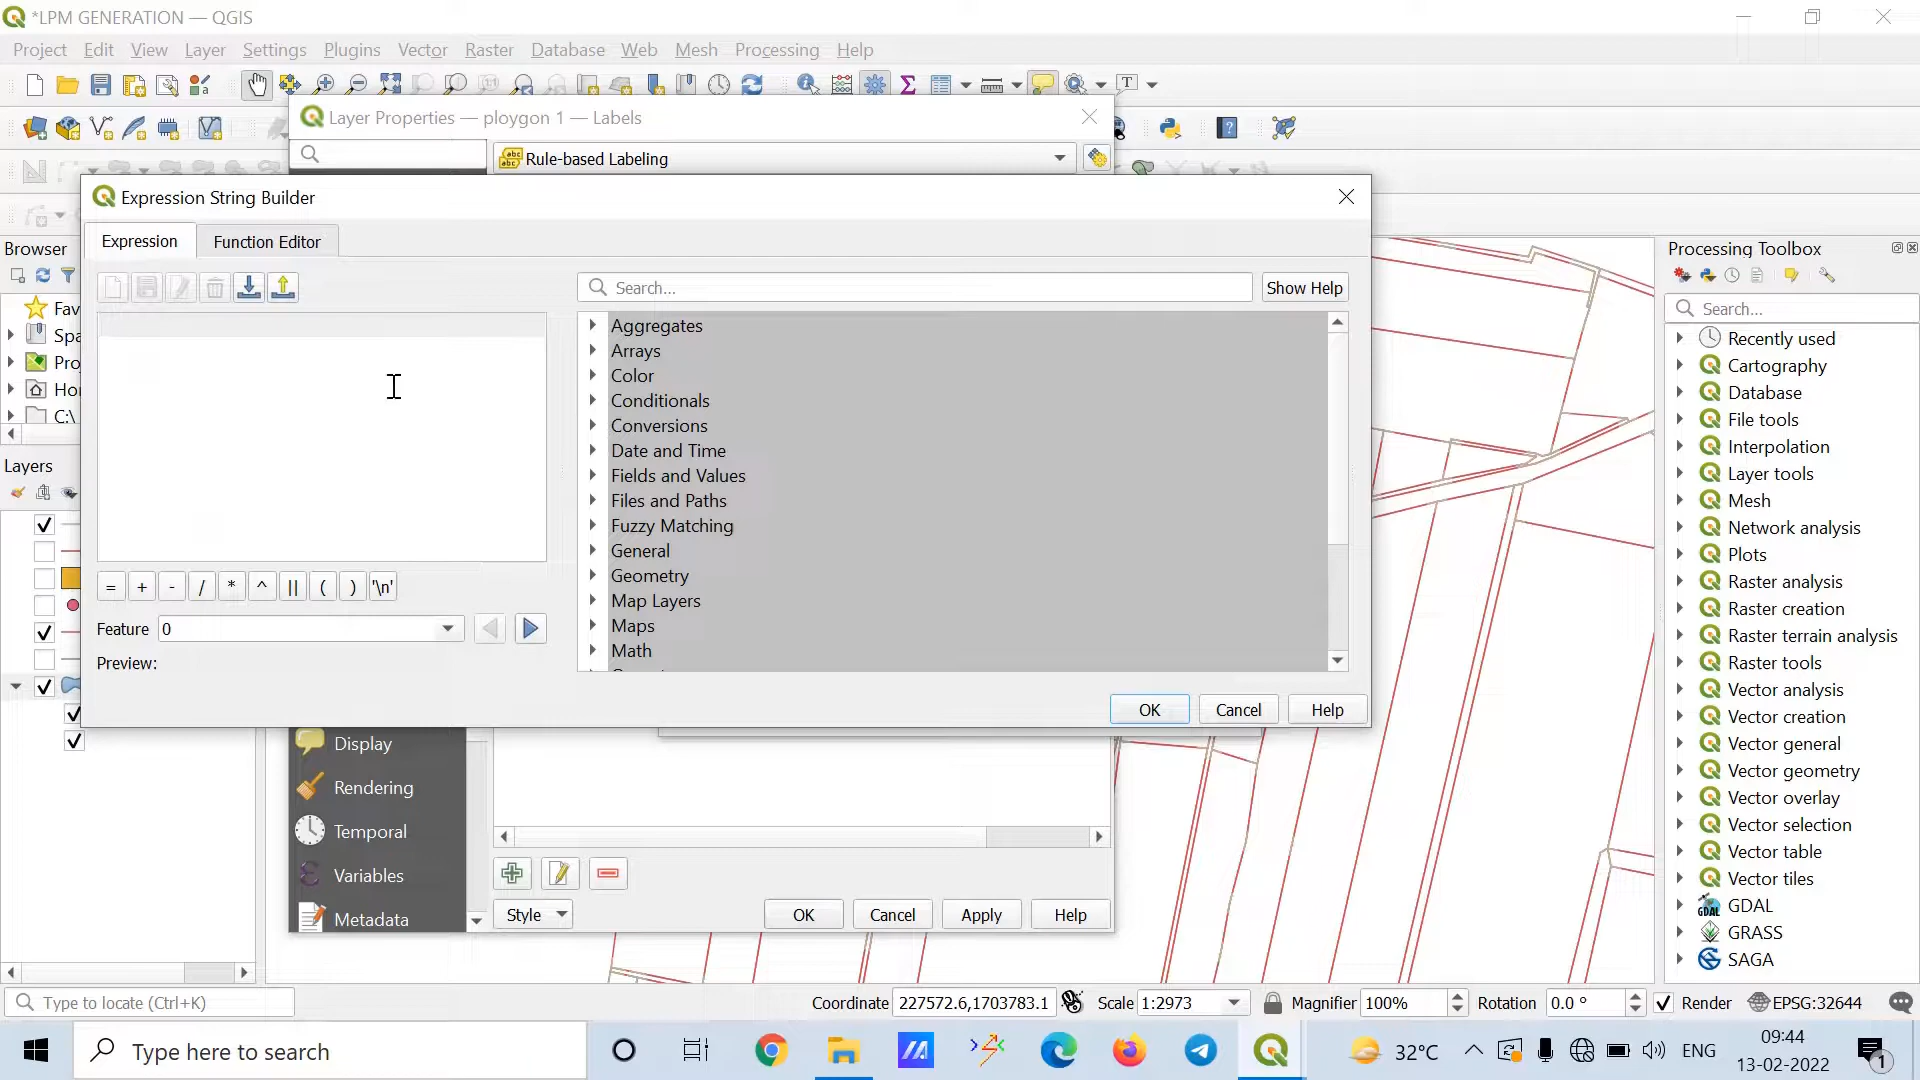 *LPM GENERATION — QGIS
Project Edit View Layer Settings Plugins Vector Raster Database Web Mesh Processing Help
Layer Properties — ploygon 1 — Labels
Rule-based Labeling
Expression String Builder
Expression Function Editor
Search... Show Help
Aggregates
Arrays
Color
Conditionals
Conversions
Date and Time
Fields and Values
Files and Paths
Fuzzy Matching
General
Geometry
Map Layers
Maps
Math
= + - / * ^ || ( ) '\n'
Feature 0
Preview:
OK Cancel Help
Browser
Fav
Spa
Pro
Hor
C:\
Layers
Display
Rendering
Temporal
Variables
Metadata
Style OK Cancel Apply Help
Processing Toolbox
Search...
Recently used
Cartography
Database
File tools
Interpolation
Layer tools
Mesh
Network analysis
Plots
Raster analysis
Raster creation
Raster terrain analysis
Raster tools
Vector analysis
Vector creation
Vector general
Vector geometry
Vector overlay
Vector selection
Vector table
Vector tiles
GDAL
GRASS
SAGA
Type to locate (Ctrl+K) Coordinate 227572.6,1703783.1 Scale 1:2973 Magnifier 100% Rotation 0.0 ° Render EPSG:32644
Type here to search 32°C ENG 09:44
13-02-2022 1